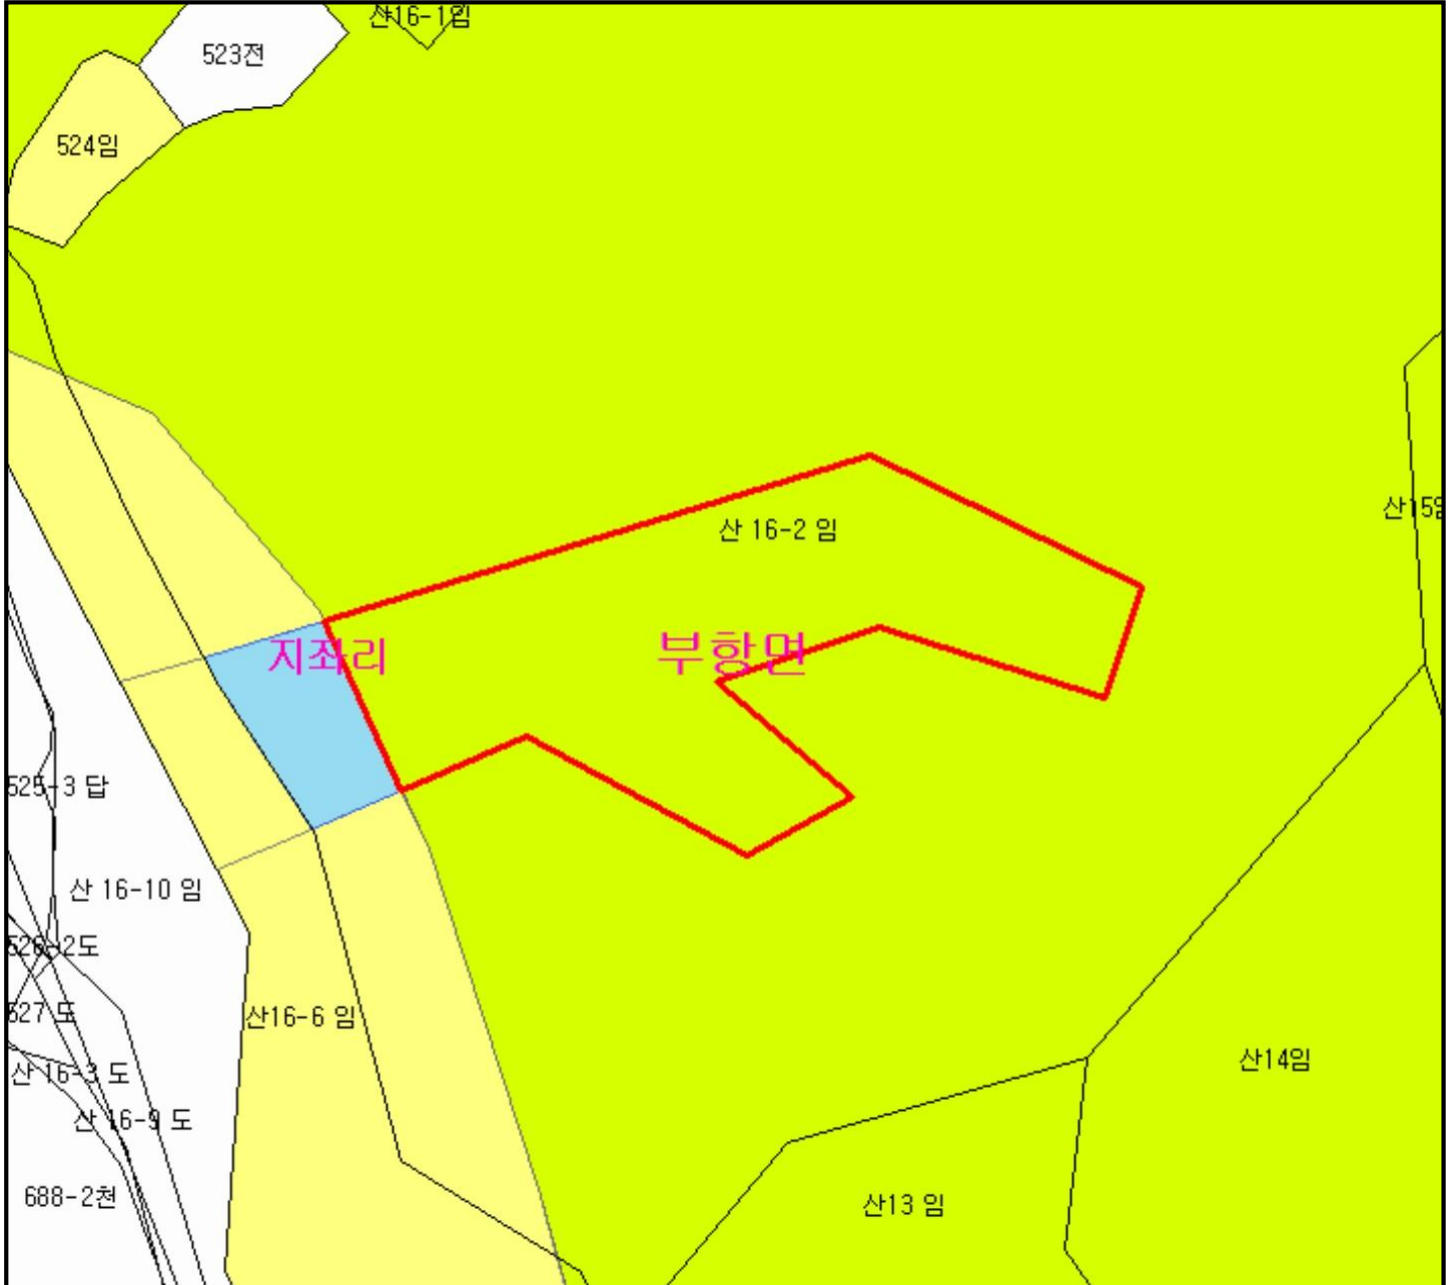 산16-1임
523전
524임
산15임
산 16-2 임
지좌리
부항면
525-3 답
산 16-10 임
526-2도
527 도
산16-6 임
산 16-3 도
산14임
산 16-9 도
688-2천
산13 임